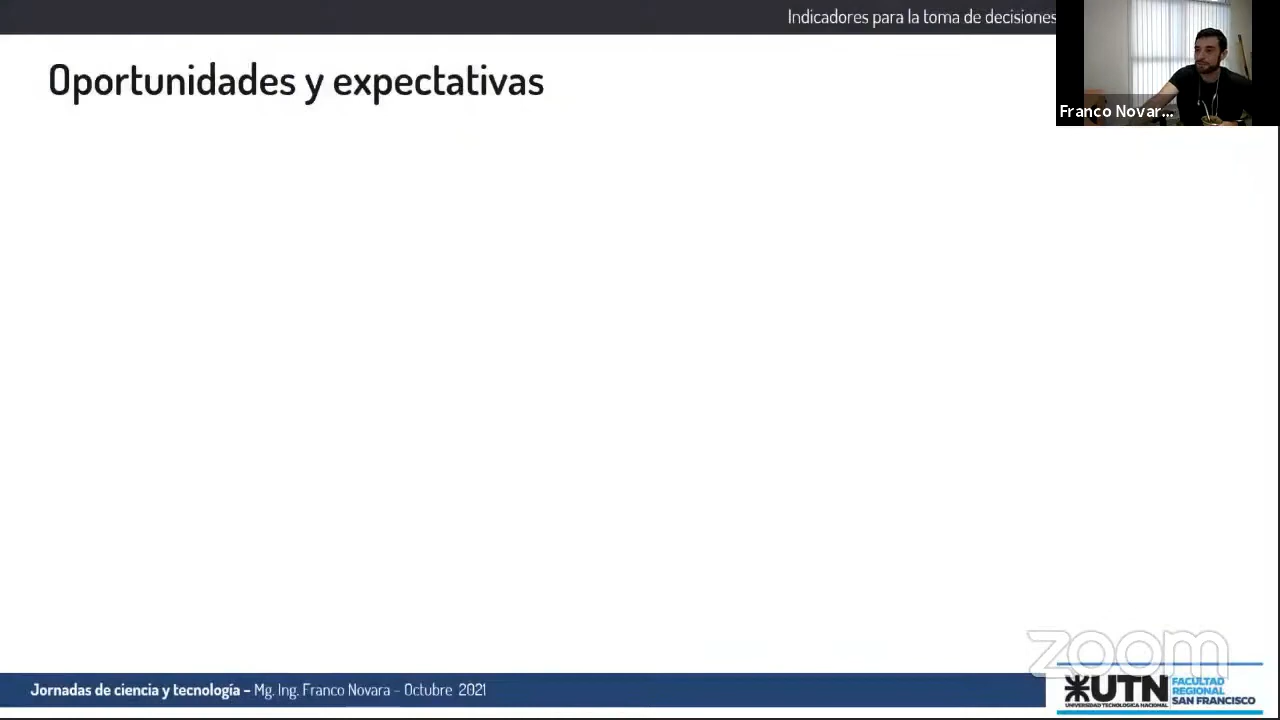 Indicadores para la toma de decisiones
Oportunidades y expectativas
Franco Novar...
zoom
Jornadas de ciencia y tecnología – Mg. Ing. Franco Novara – Octubre 2021
UTN
UNIVERSIDAD TECNOLÓGICA NACIONAL
FACULTAD
REGIONAL
SAN FRANCISCO